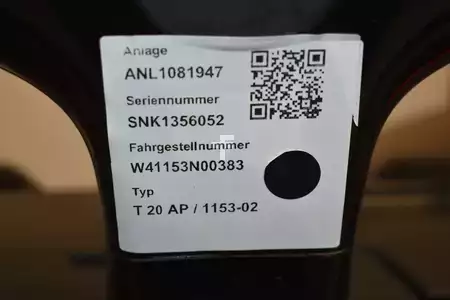 Anlage
ANL1081947
Seriennummer
SNK1356052
Fahrgestellnummer
W41153N00383
Typ
T 20 AP / 1153-02